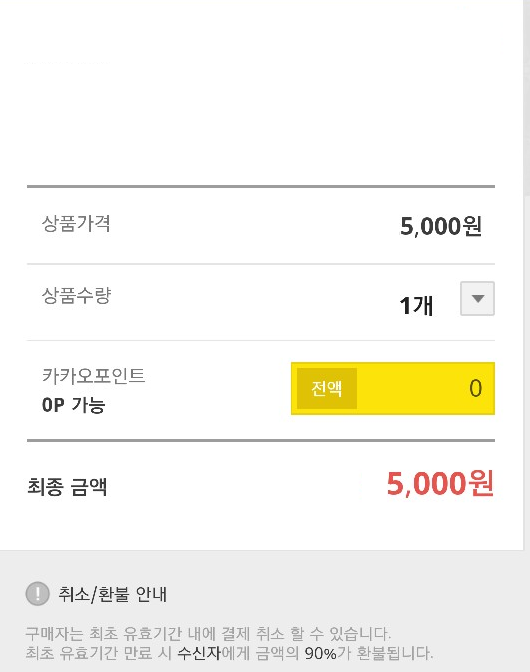 상품가격
5,000원
상품수량
1개
카카오포인트
0P 가능
전액
0
최종 금액
5,000원
! 취소/환불 안내
구매자는 최초 유효기간 내에 결제 취소 할 수 있습니다.
최초 유효기간 만료 시 수신자에게 금액의 90%가 환불됩니다.